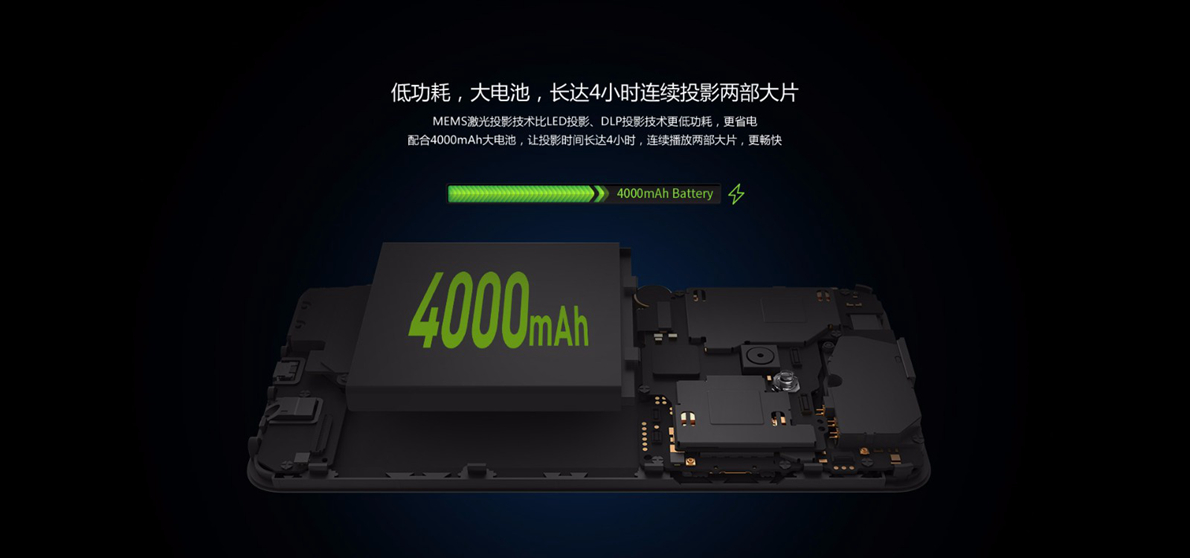 低功耗，大电池，长达4小时连续投影两部大片
MEMS激光投影技术比LED投影、DLP投影技术更低功耗，更省电
配合4000mAh大电池，让投影时间长达4小时，连续播放两部大片，更畅快
4000mAh Battery
4000mAh